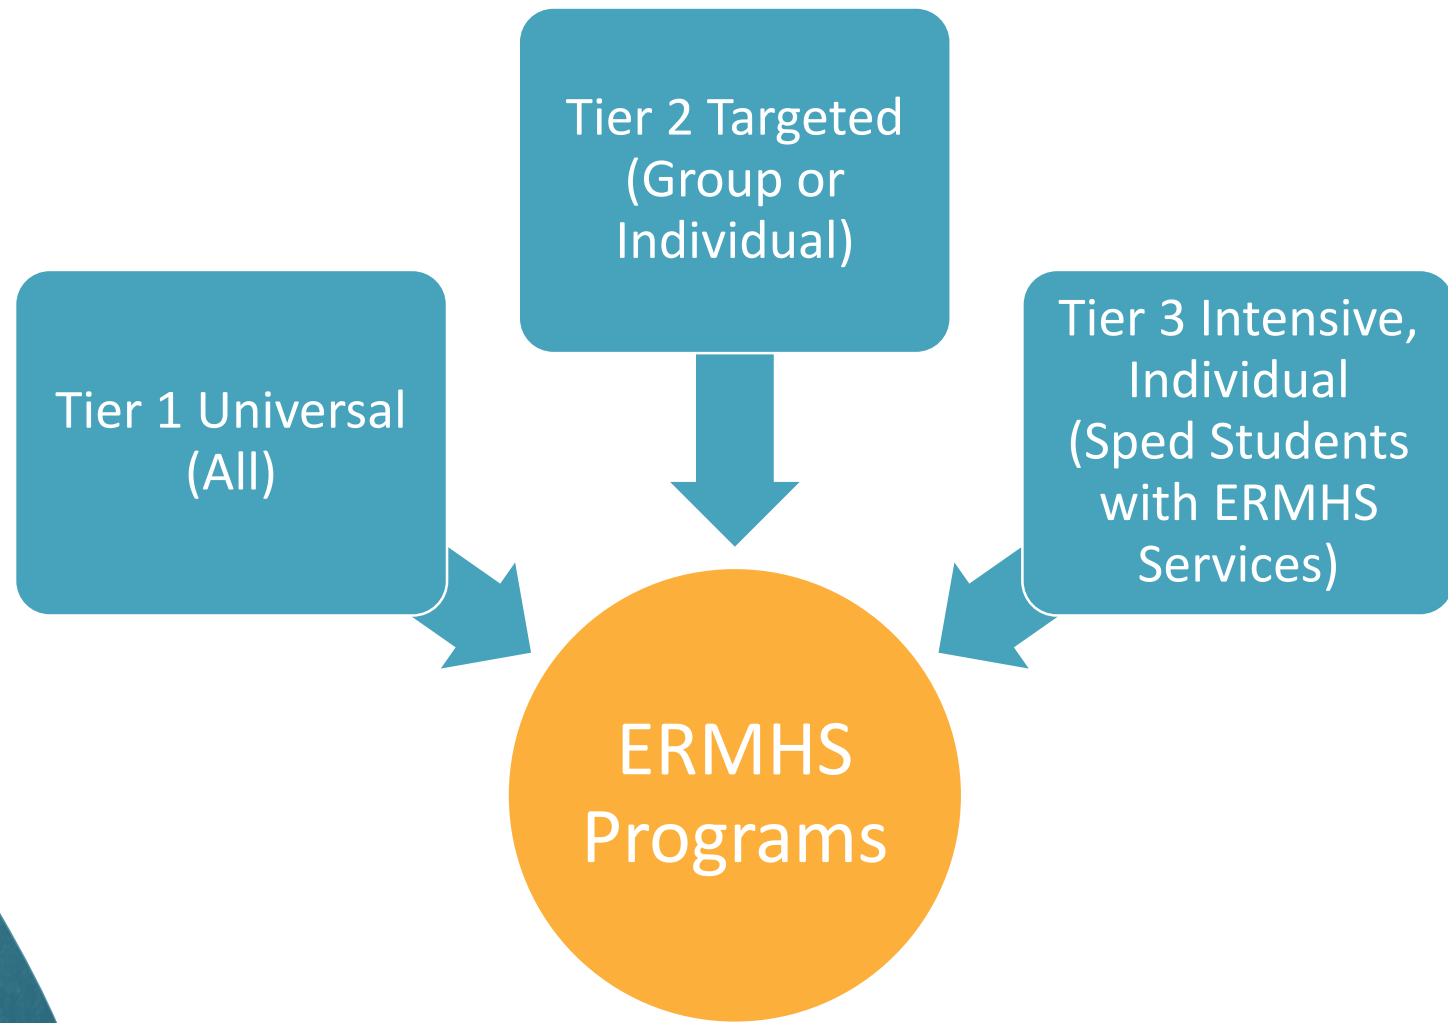 Tier 1 Universal
(All)
Tier 2 Targeted
(Group or
Individual)
Tier 3 Intensive,
Individual
(Sped Students
with ERMHS
Services)
ERMHS
Programs